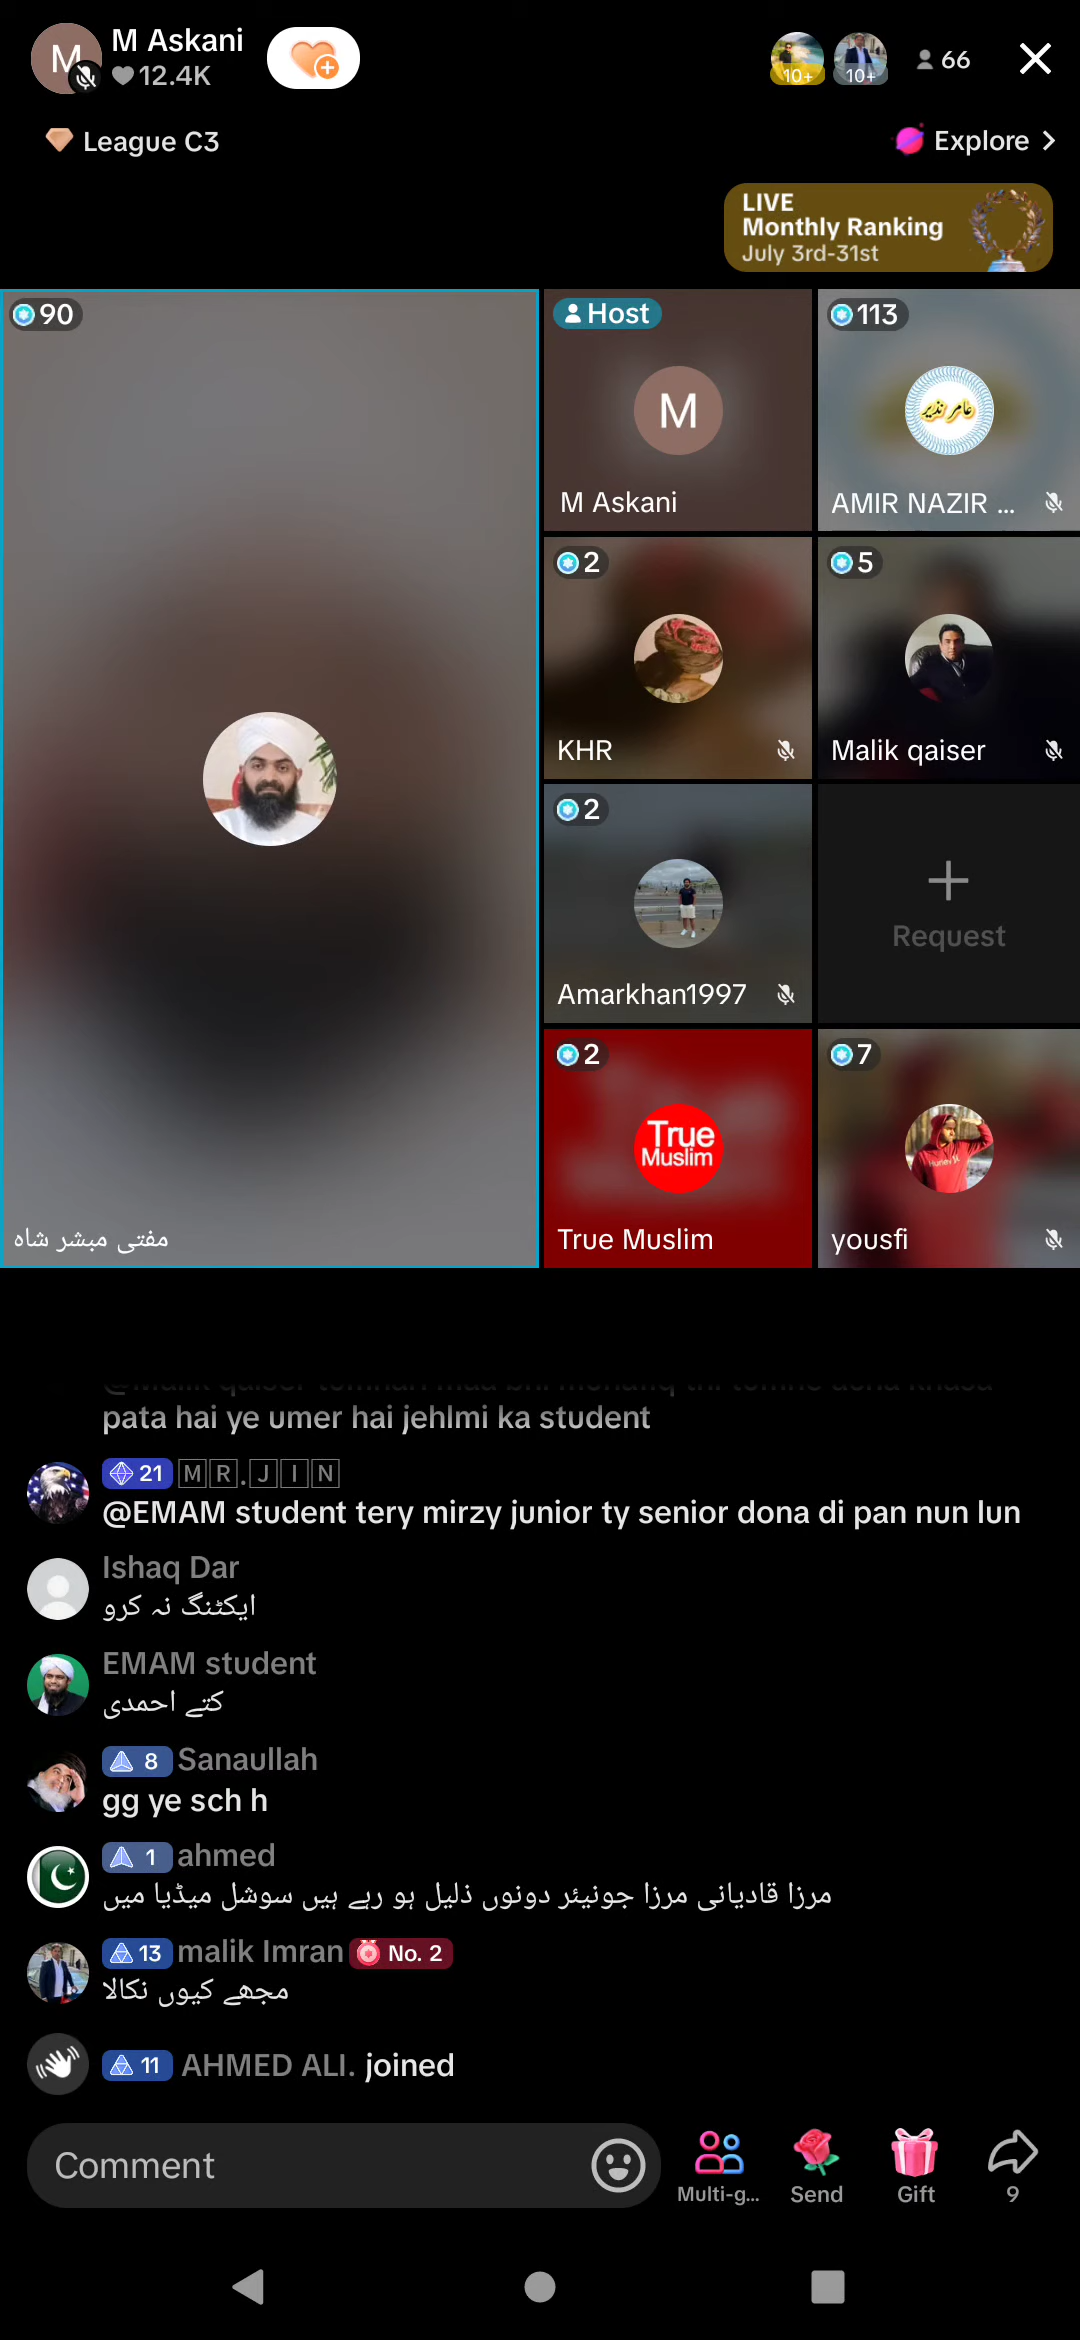 M
M Askani
12.4K
10+
10+
66
League C3
Explore
LIVE
Monthly Ranking
July 3rd-31st
90
Host
113
M
عامر نذیر
M Askani
AMIR NAZIR ...
2
5
KHR
Malik qaiser
2
Request
Amarkhan1997
2
7
True
Muslim
مفتی مبشر شاہ
True Muslim
yousfi
pata hai ye umer hai jehlmi ka student
21 MR.JIN
@EMAM student tery mirzy junior ty senior dona di pan nun lun
Ishaq Dar
ایکٹنگ نہ کرو
EMAM student
کتے احمدی
8 Sanaullah
gg ye sch h
1 ahmed
مرزا قادیانی مرزا جونیئر دونوں ذلیل ہو رہے ہیں سوشل میڈیا میں
13 malik Imran No. 2
مجھے کیوں نکالا
11 AHMED ALI. joined
Comment
Multi-g...
Send
Gift
9